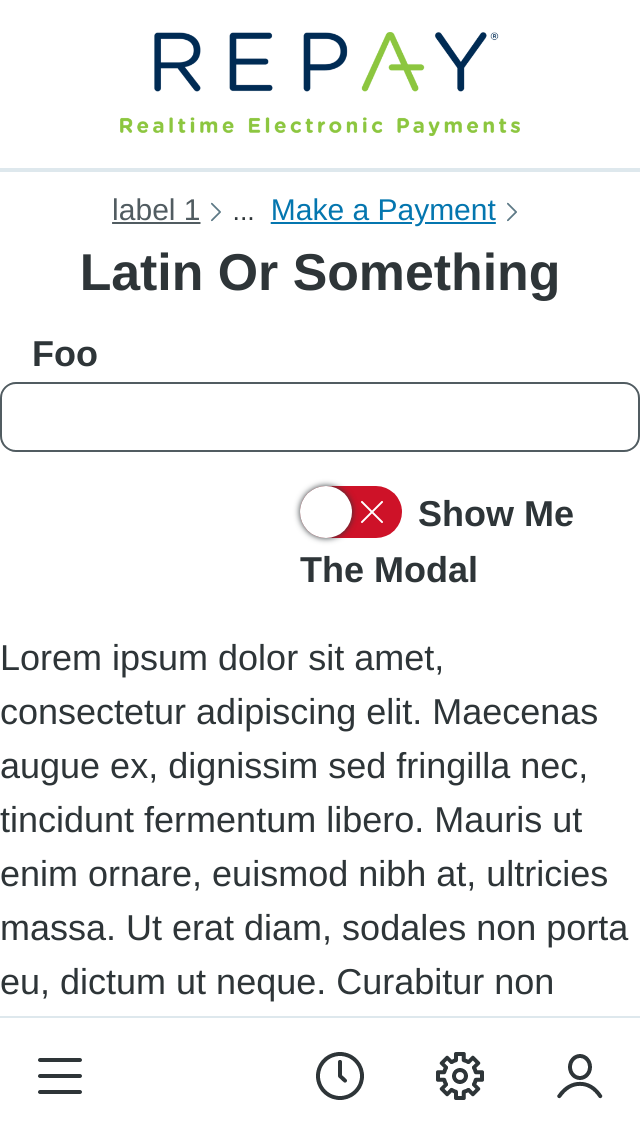 REPAY®
Realtime Electronic Payments
label 1 > ... Make a Payment >
Latin Or Something
Foo
Show Me
The Modal
Lorem ipsum dolor sit amet,
consectetur adipiscing elit. Maecenas
augue ex, dignissim sed fringilla nec,
tincidunt fermentum libero. Mauris ut
enim ornare, euismod nibh at, ultricies
massa. Ut erat diam, sodales non porta
eu, dictum ut neque. Curabitur non